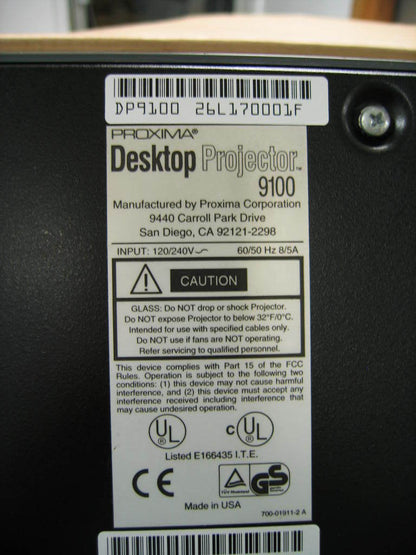 DP9100 26L170001F
PROXIMA®
Desktop Projector™
9100
Manufactured by Proxima Corporation
9440 Carroll Park Drive
San Diego, CA 92121-2298
INPUT: 120/240V 60/50 Hz 8/5A
CAUTION
GLASS: Do NOT drop or shock Projector.
Do NOT expose Projector to below 32°F/0°C.
Intended for use with specified cables only.
Do NOT use if fans are NOT operating.
Refer servicing to qualified personnel.
This device complies with Part 15 of the FCC
Rules. Operation is subject to the following two
conditions: (1) this device may not cause harmful
interference, and (2) this device must accept any
interference received including interference that
may cause undesired operation.
UL ® C UL ®
Listed E166435 I.T.E.
CE TÜV Rheinland GS
Made in USA
700-01911-2 A